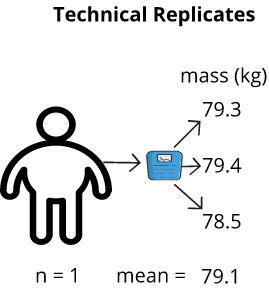 Technical Replicates
mass (kg)
79.3
79.4
78.5
n = 1 mean = 79.1